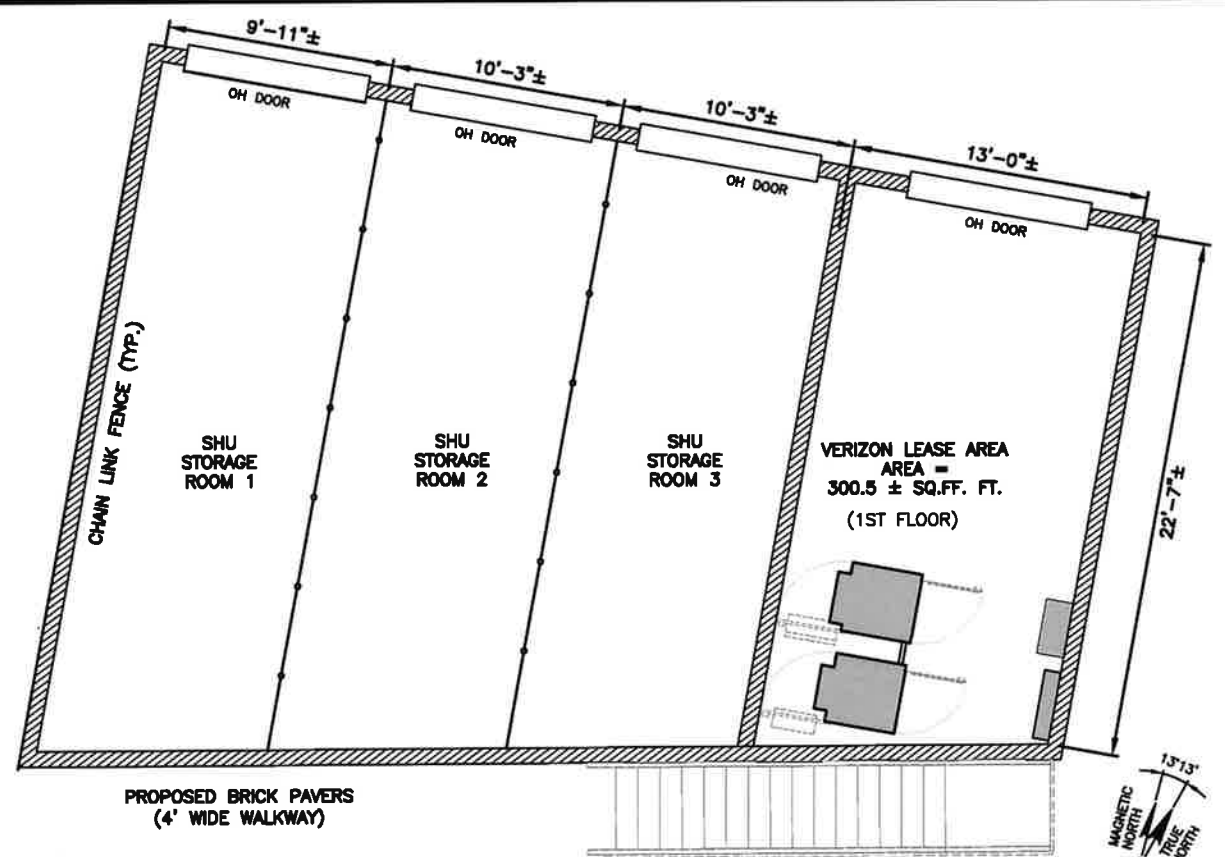 9'-11"±
10'-3"±
10'-3"±
13'-0"±
OH DOOR
OH DOOR
OH DOOR
OH DOOR
22'-7"±
CHAIN LINK FENCE (TYP.)
SHU
STORAGE
ROOM 1
SHU
STORAGE
ROOM 2
SHU
STORAGE
ROOM 3
VERIZON LEASE AREA
AREA =
300.5 ± SQ.FF. FT.
(1ST FLOOR)
PROPOSED BRICK PAVERS
(4' WIDE WALKWAY)
13°13'
MAGNETIC
NORTH
TRUE
NORTH